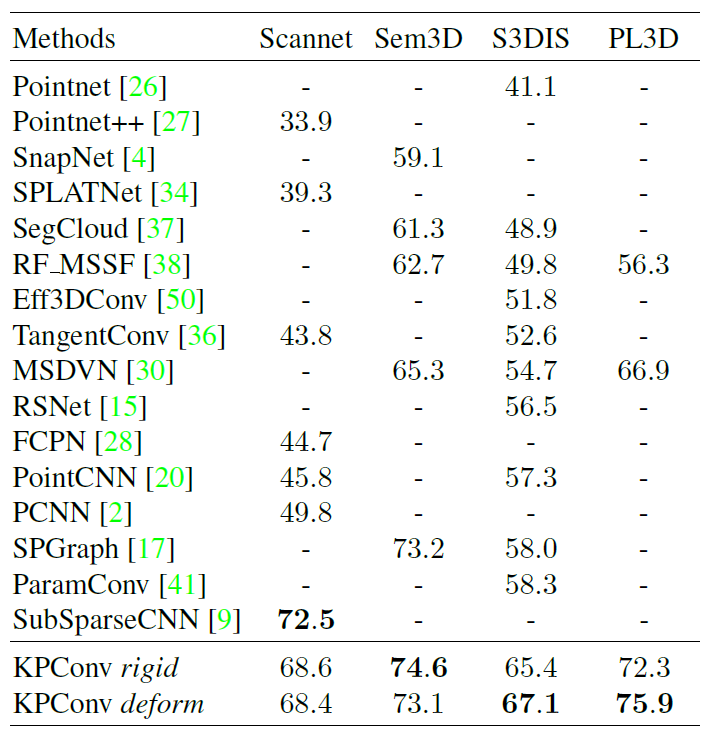 Methods Scannet Sem3D S3DIS PL3D
Pointnet [26] - - 41.1 -
Pointnet++ [27] 33.9 - - -
SnapNet [4] - 59.1 - -
SPLATNet [34] 39.3 - - -
SegCloud [37] - 61.3 48.9 -
RF_MSSF [38] - 62.7 49.8 56.3
Eff3DConv [50] - - 51.8 -
TangentConv [36] 43.8 - 52.6 -
MSDVN [30] - 65.3 54.7 66.9
RSNet [15] - - 56.5 -
FCPN [28] 44.7 - - -
PointCNN [20] 45.8 - 57.3 -
PCNN [2] 49.8 - - -
SPGraph [17] - 73.2 58.0 -
ParamConv [41] - - 58.3 -
SubSparseCNN [9] 72.5 - - -
KPConv rigid 68.6 74.6 65.4 72.3
KPConv deform 68.4 73.1 67.1 75.9